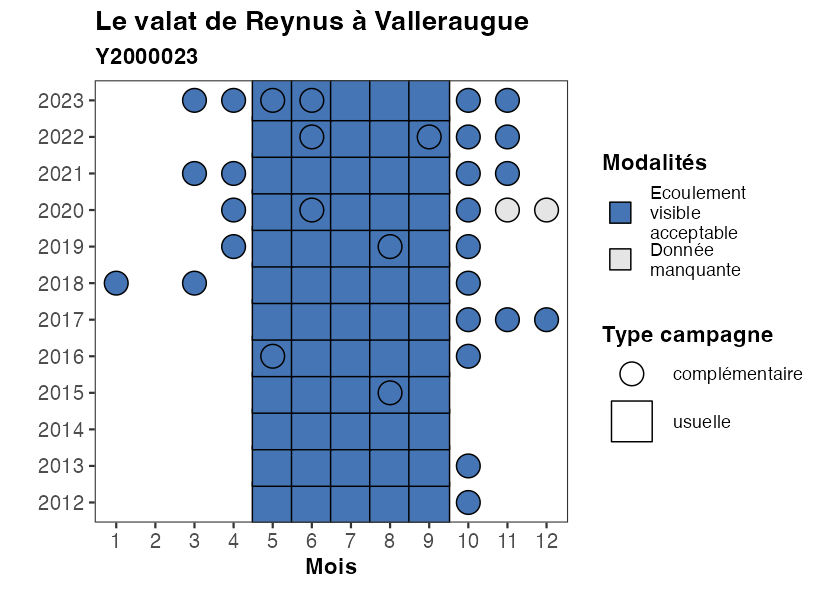 Le valat de Reynus à Valleraugue
Y2000023
2023
2022
2021
2020
2019
2018
2017
2016
2015
2014
2013
2012
1 2 3 4 5 6 7 8 9 10 11 12
Mois
Modalités
Ecoulement
visible
acceptable
Donnée
manquante
Type campagne
complémentaire
usuelle